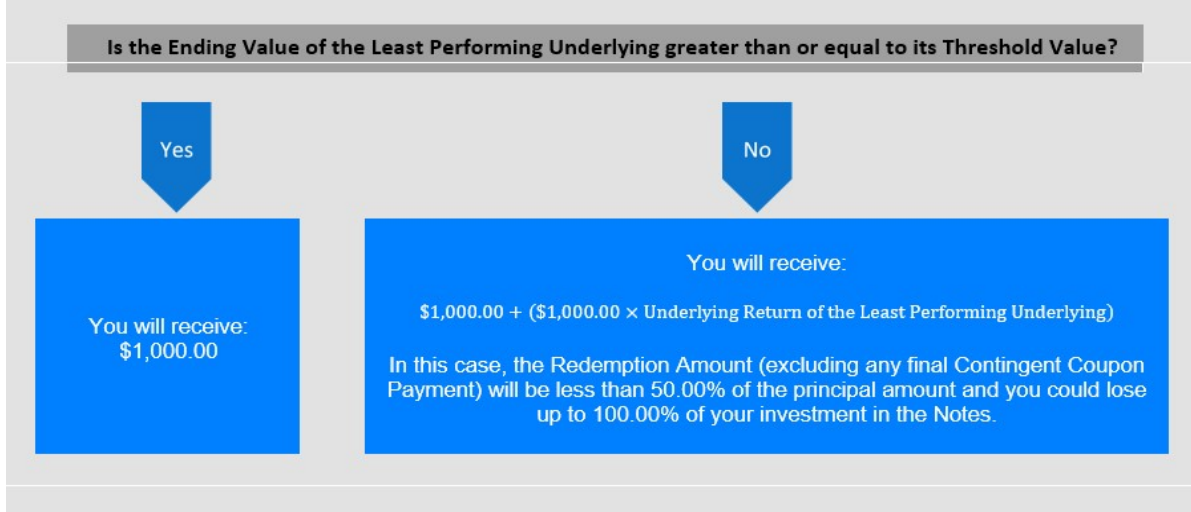 Is the Ending Value of the Least Performing Underlying greater than or equal to its Threshold Value?
Yes
No
You will receive:
$1,000.00
You will receive:
$1,000.00 + ($1,000.00 × Underlying Return of the Least Performing Underlying)
In this case, the Redemption Amount (excluding any final Contingent Coupon
Payment) will be less than 50.00% of the principal amount and you could lose
up to 100.00% of your investment in the Notes.